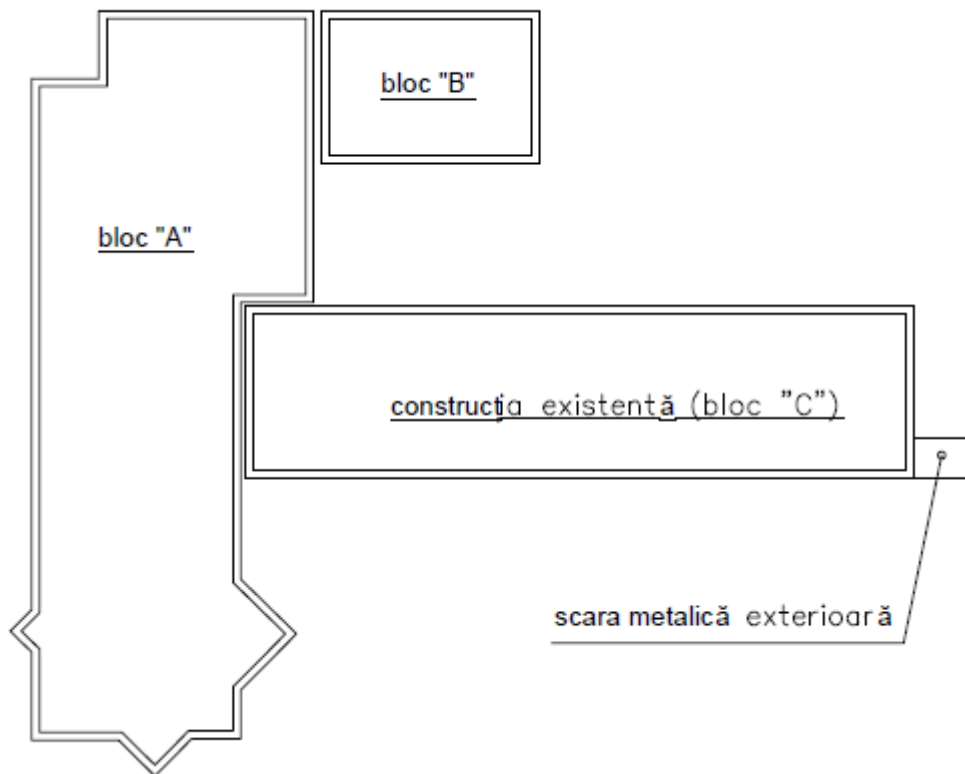 bloc "B"
bloc "A"
construcția existentă (bloc "C")
scara metalică exterioară